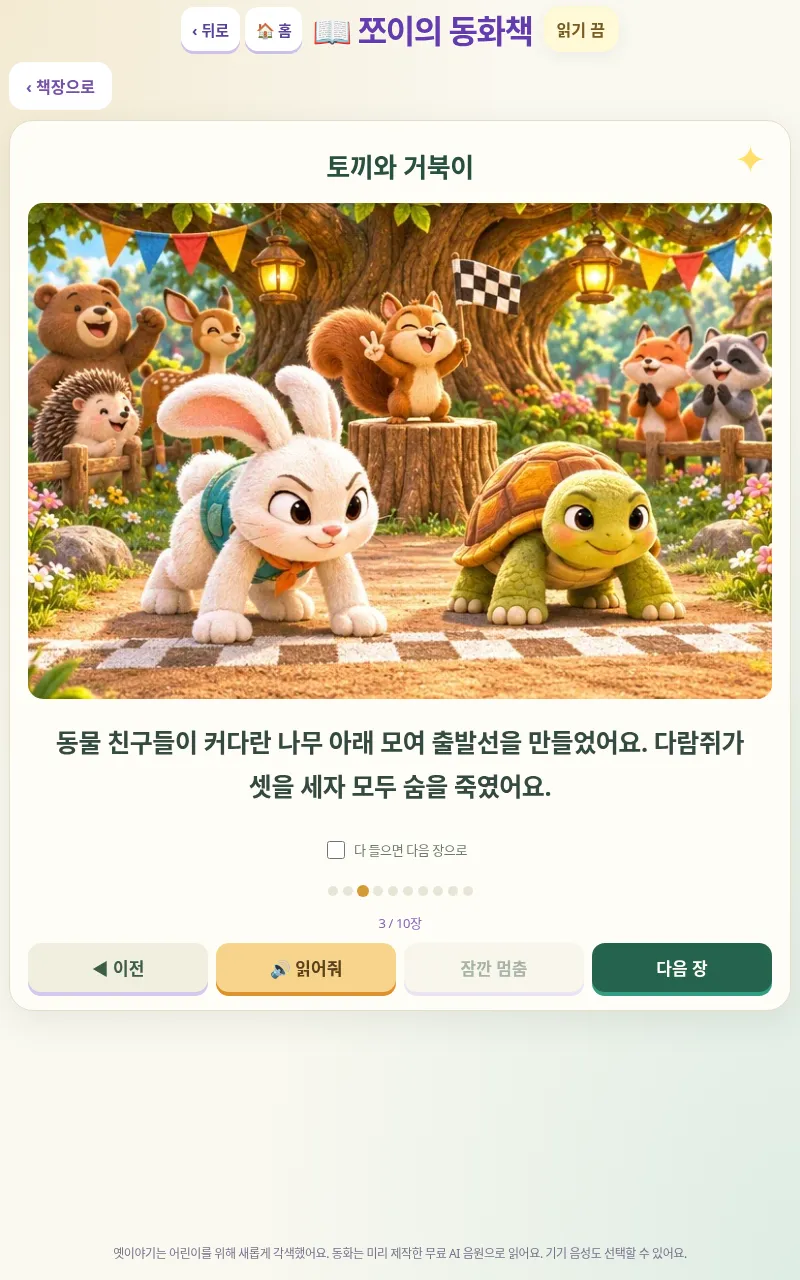 ‹ 뒤로
🏠 홈
📖 쪼이의 동화책
읽기 끔
‹ 책장으로
토끼와 거북이
동물 친구들이 커다란 나무 아래 모여 출발선을 만들었어요. 다람쥐가
셋을 세자 모두 숨을 죽였어요.
다 들으면 다음 장으로
3 / 10장
◀ 이전
🔊 읽어줘
잠깐 멈춤
다음 장
옛이야기는 어린이를 위해 새롭게 각색했어요. 동화는 미리 제작한 무료 AI 음원으로 읽어요. 기기 음성도 선택할 수 있어요.